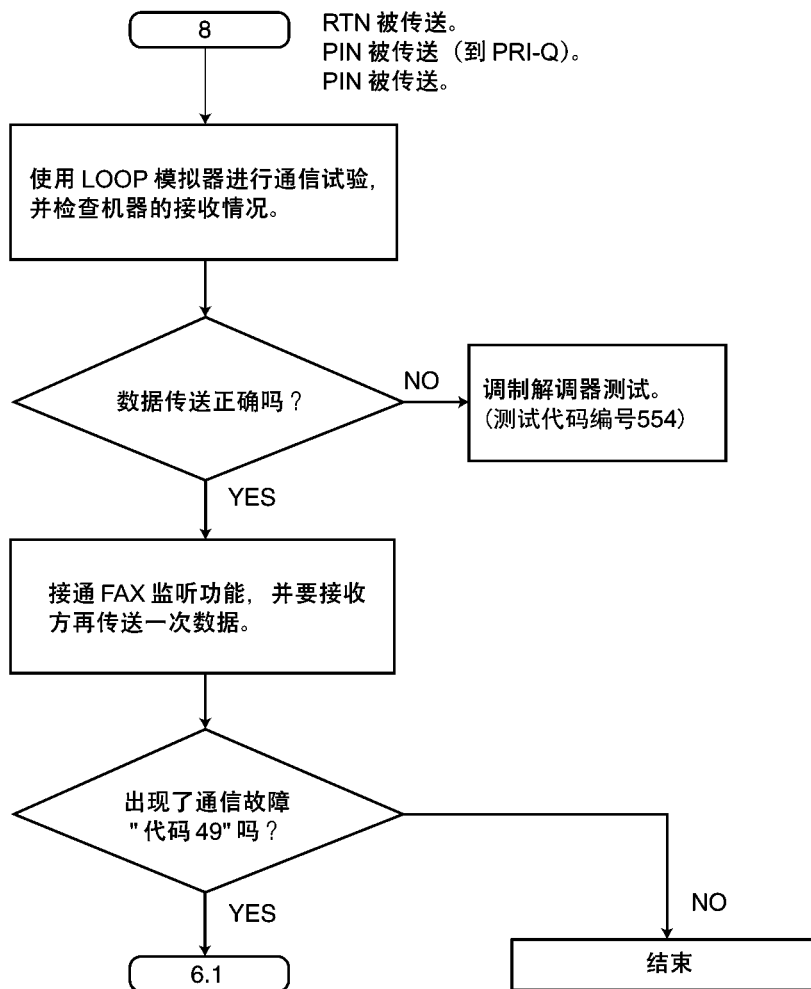 8
RTN 被传送。
PIN 被传送（到 PRI-Q）。
PIN 被传送。
使用 LOOP 模拟器进行通信试验,
并检查机器的接收情况。
数据传送正确吗？
NO
调制解调器测试。
(测试代码编号554)
YES
接通 FAX 监听功能, 并要接收
方再传送一次数据。
出现了通信故障
"代码 49"吗？
YES
NO
6.1
结束